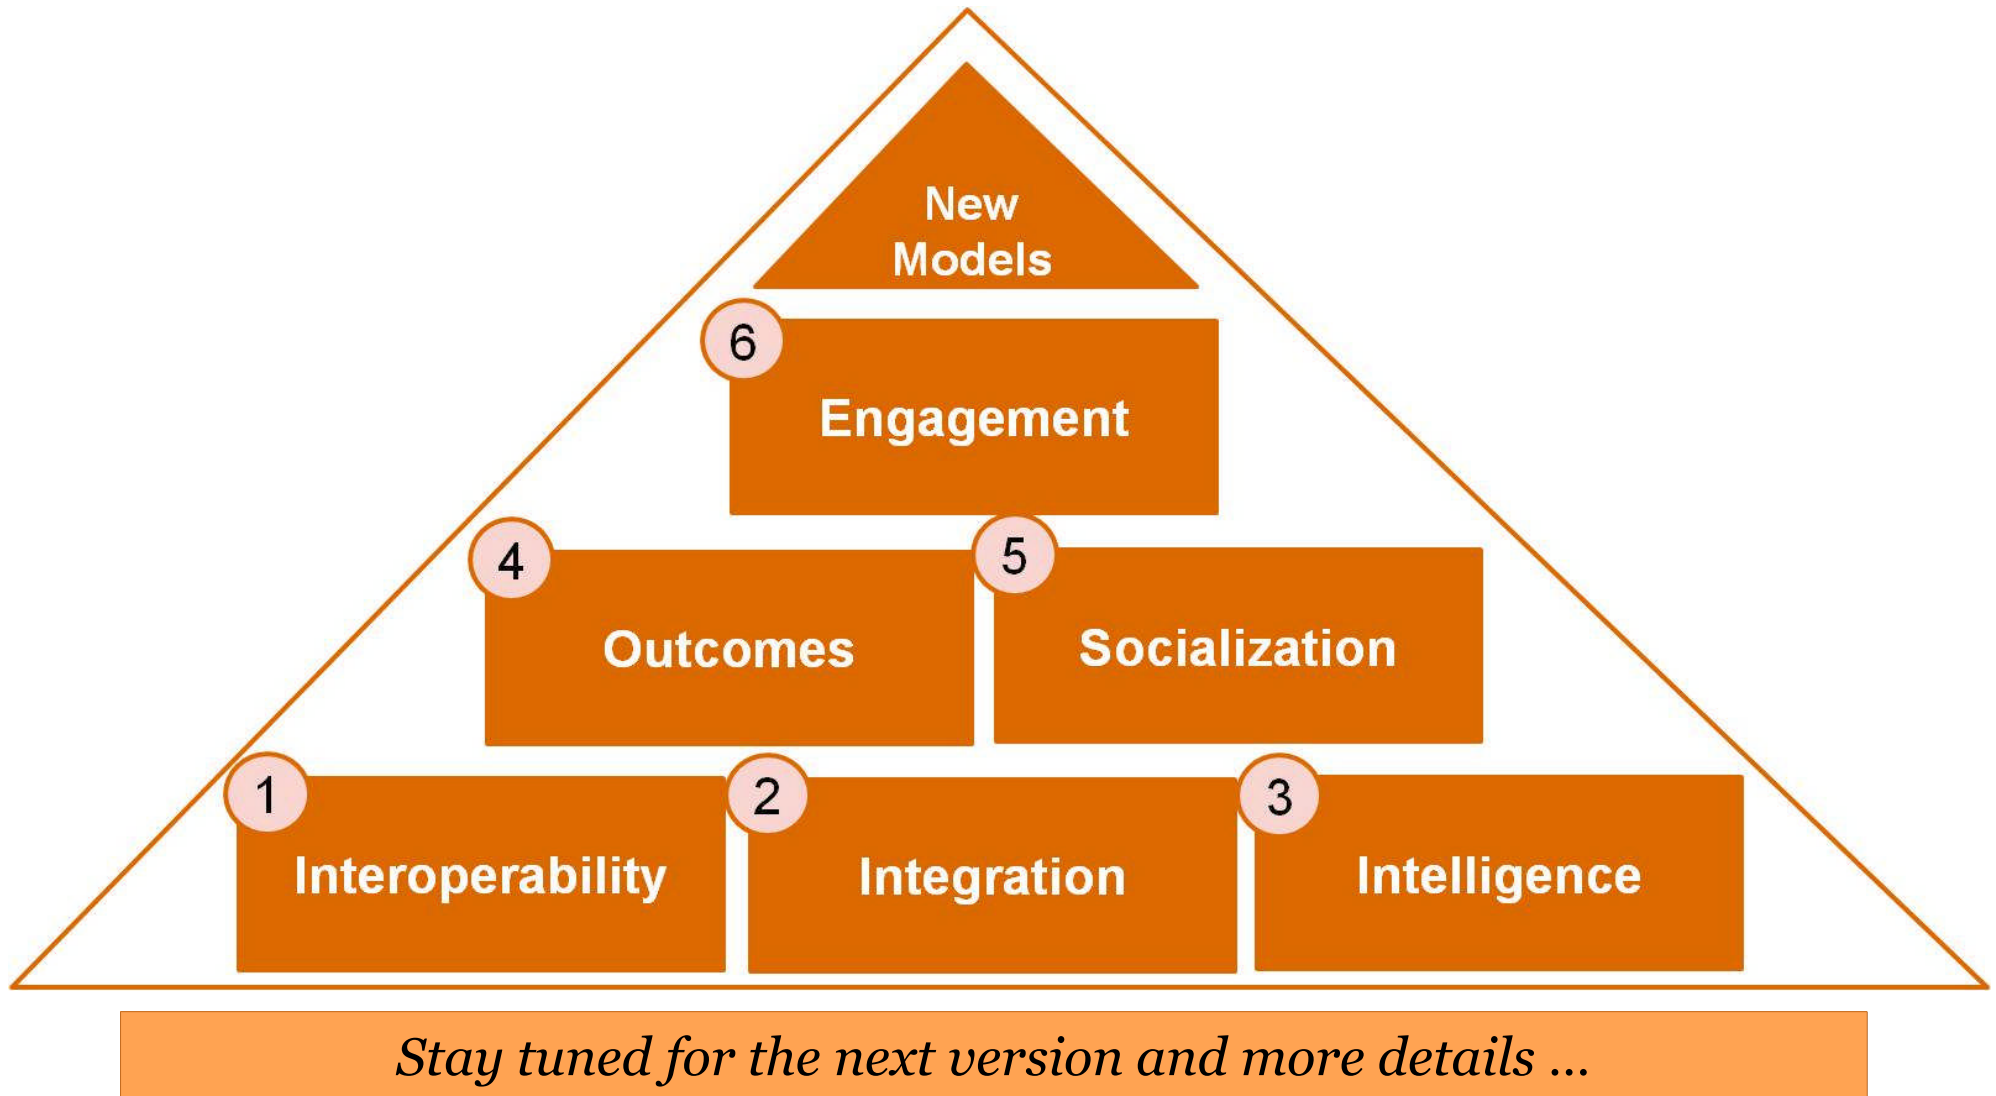 New
Models
6
Engagement
4
Outcomes
5
Socialization
1
Interoperability
2
Integration
3
Intelligence
Stay tuned for the next version and more details ...